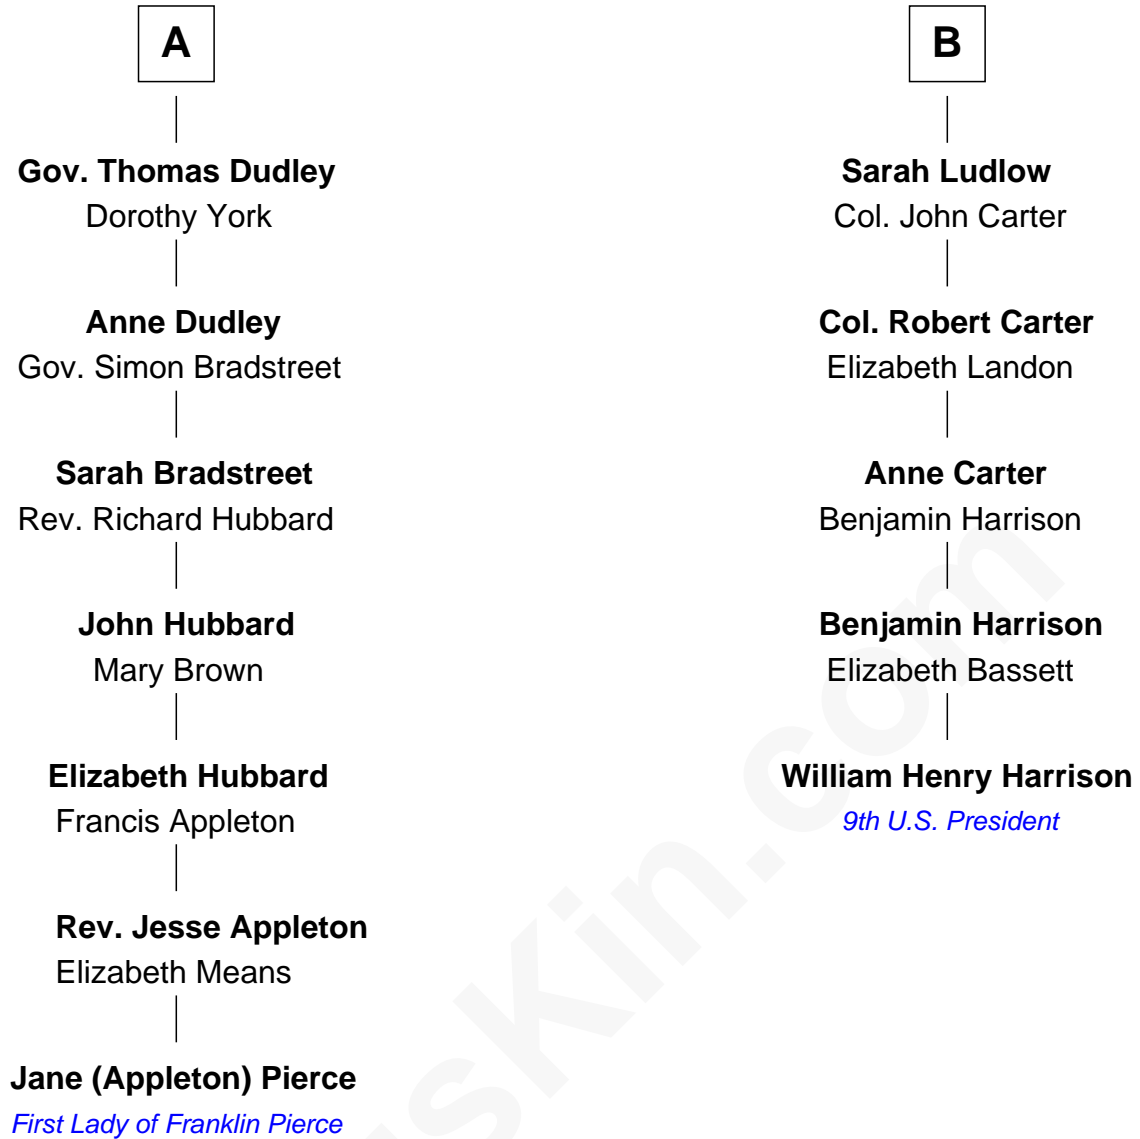 A
Gov. Thomas Dudley
Dorothy York
Anne Dudley
Gov. Simon Bradstreet
Sarah Bradstreet
Rev. Richard Hubbard
John Hubbard
Mary Brown
Elizabeth Hubbard
Francis Appleton
Rev. Jesse Appleton
Elizabeth Means
Jane (Appleton) Pierce
First Lady of Franklin Pierce
B
Sarah Ludlow
Col. John Carter
Col. Robert Carter
Elizabeth Landon
Anne Carter
Benjamin Harrison
Benjamin Harrison
Elizabeth Bassett
William Henry Harrison
9th U.S. President
sKin.com